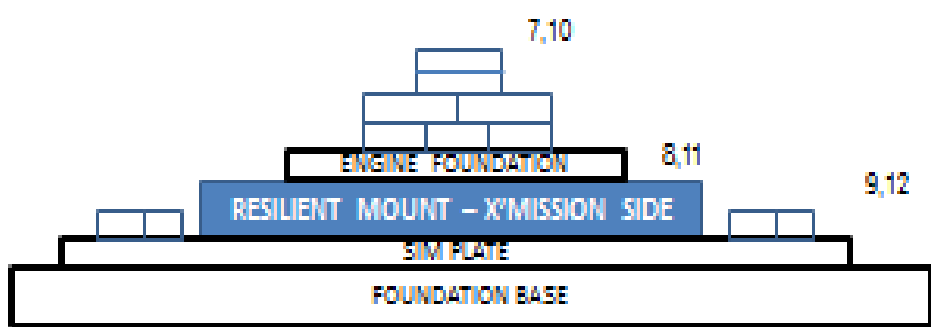 7,10
ENGINE FOUNDATION
8,11
9,12
RESILIENT MOUNT – X'MISSION SIDE
SIM PLATE
FOUNDATION BASE